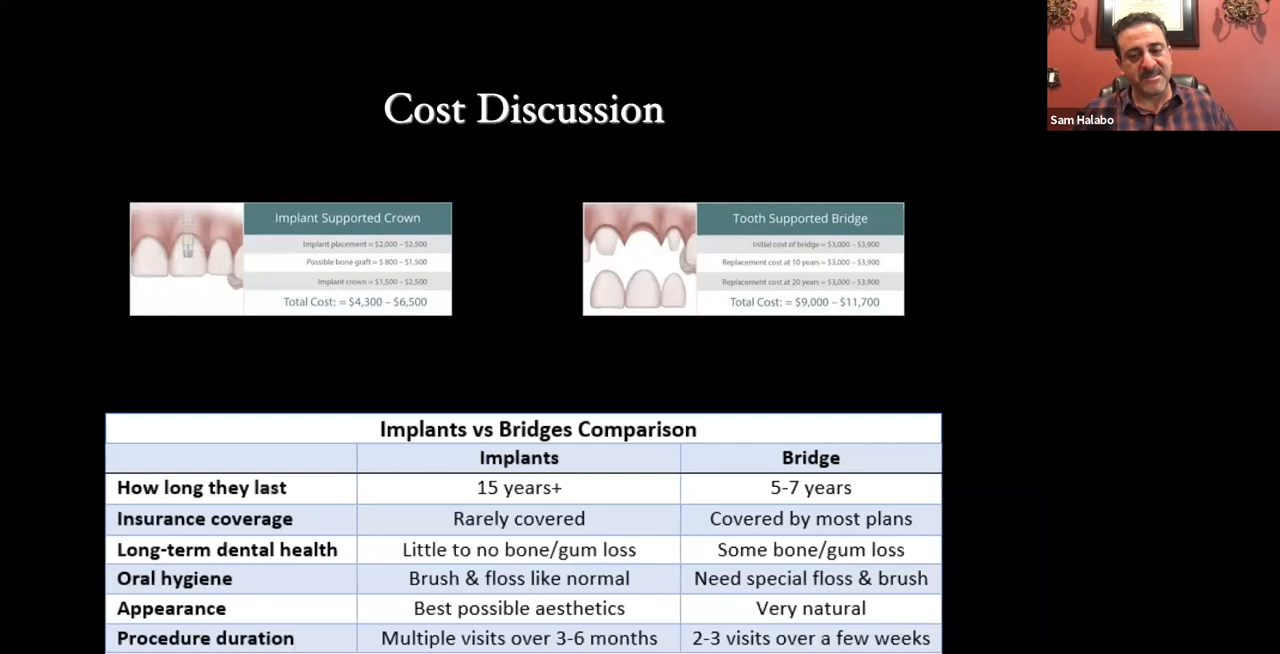 Cost Discussion
Sam Halabo
Implant Supported Crown
Implant placement = $2,000 – $2,500
Possible bone graft = $ 800 – $1,500
Implant crown = $1,500 – $2,500
Total Cost: = $4,300 – $6,500
Tooth Supported Bridge
Initial cost of bridge = $3,000 – $3,900
Replacement cost at 10 years = $3,000 – $3,900
Replacement cost at 20 years = $3,000 – $3,900
Total Cost: = $9,000 – $11,700
Implants vs Bridges Comparison
Implants Bridge
How long they last 15 years+ 5-7 years
Insurance coverage Rarely covered Covered by most plans
Long-term dental health Little to no bone/gum loss Some bone/gum loss
Oral hygiene Brush & floss like normal Need special floss & brush
Appearance Best possible aesthetics Very natural
Procedure duration Multiple visits over 3-6 months 2-3 visits over a few weeks